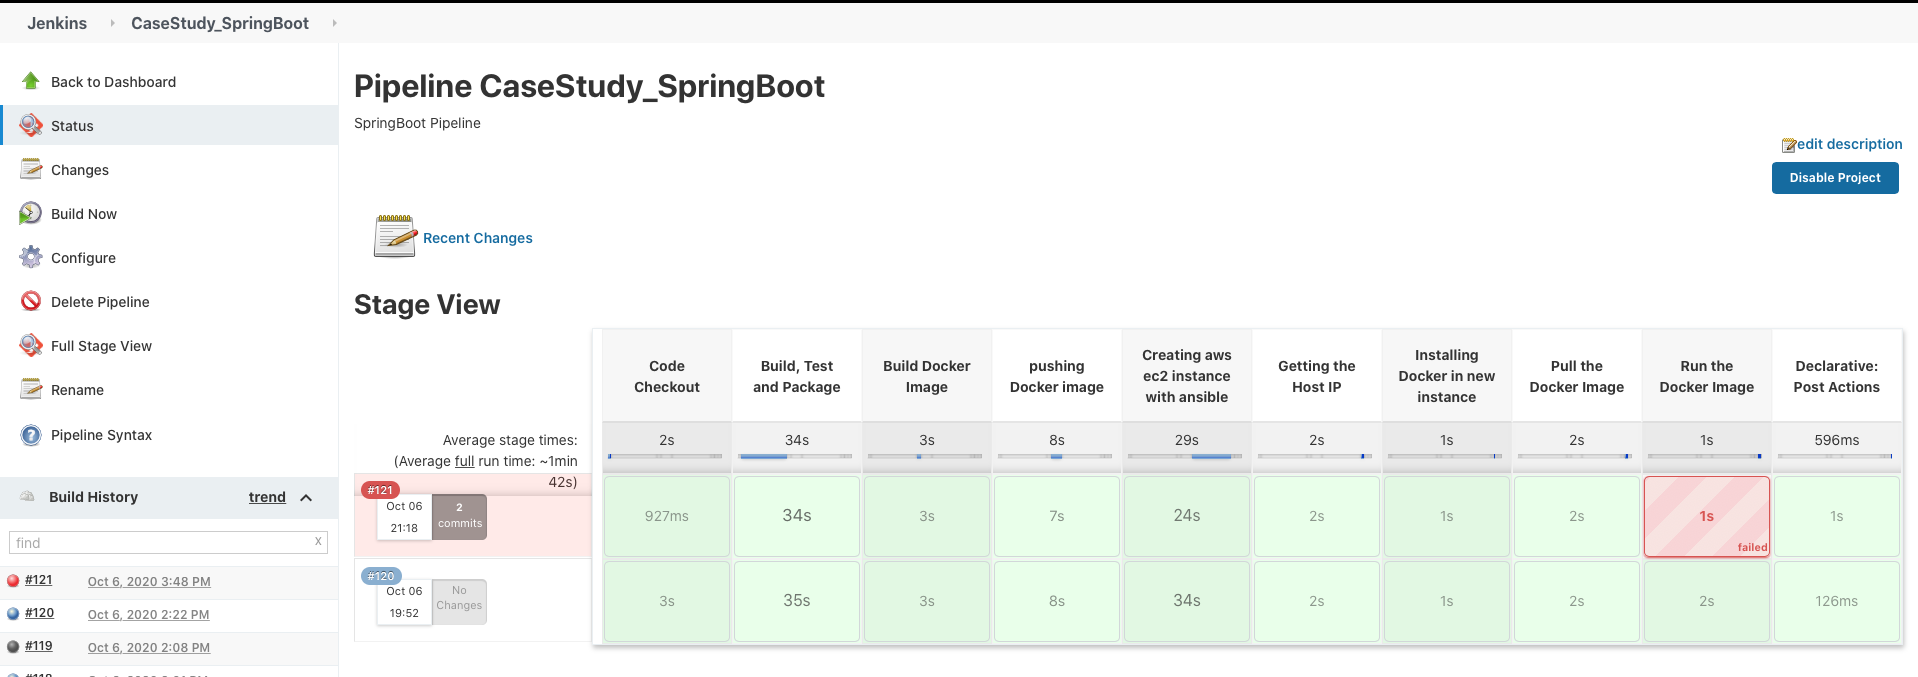 Jenkins
CaseStudy_SpringBoot
Back to Dashboard
Status
Changes
Build Now
Configure
Delete Pipeline
Full Stage View
Rename
Pipeline Syntax
Build History
trend
find
X
#121
Oct 6, 2020 3:48 PM
#120
Oct 6, 2020 2:22 PM
#119
Oct 6, 2020 2:08 PM
Pipeline CaseStudy_SpringBoot
SpringBoot Pipeline
edit description
Disable Project
Recent Changes
Stage View
Code
Checkout
Build, Test
and Package
Build Docker
Image
pushing
Docker image
Creating aws
ec2 instance
with ansible
Getting the
Host IP
Installing
Docker in new
instance
Pull the
Docker Image
Run the
Docker Image
Declarative:
Post Actions
Average stage times:
(Average full run time: ~1min
42s)
2s
34s
3s
8s
29s
2s
1s
2s
1s
596ms
#121
Oct 06
21:18
2
commits
927ms
34s
3s
7s
24s
2s
1s
2s
1s
failed
1s
#120
Oct 06
19:52
No
Changes
3s
35s
3s
8s
34s
2s
1s
2s
2s
126ms